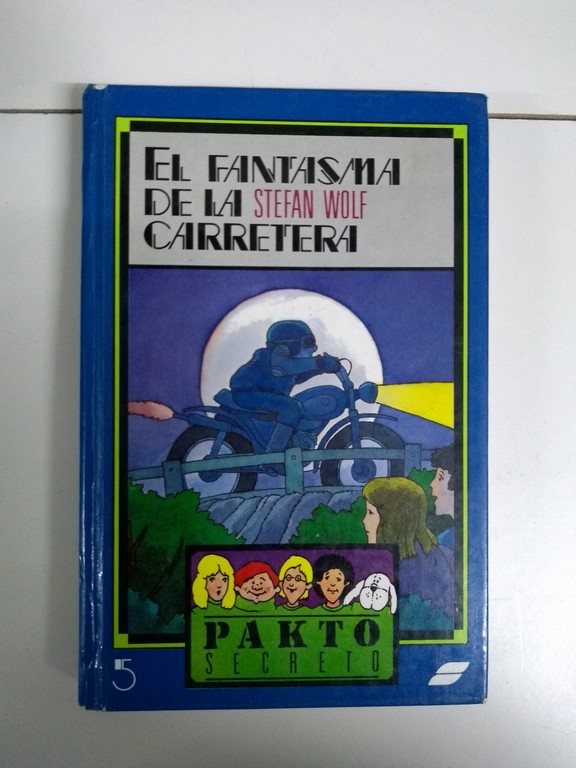 EL FANTASMA
DE LA STEFAN WOLF
CARRETERA
PAKTO
SECRETO
5